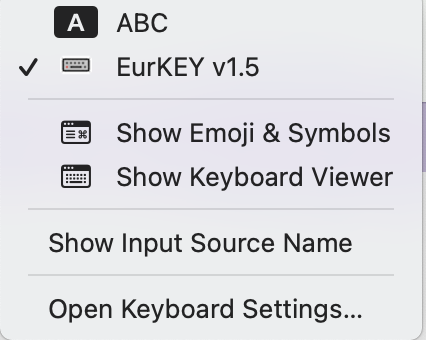 A ABC
EurKEY v1.5
Show Emoji & Symbols
Show Keyboard Viewer
Show Input Source Name
Open Keyboard Settings...